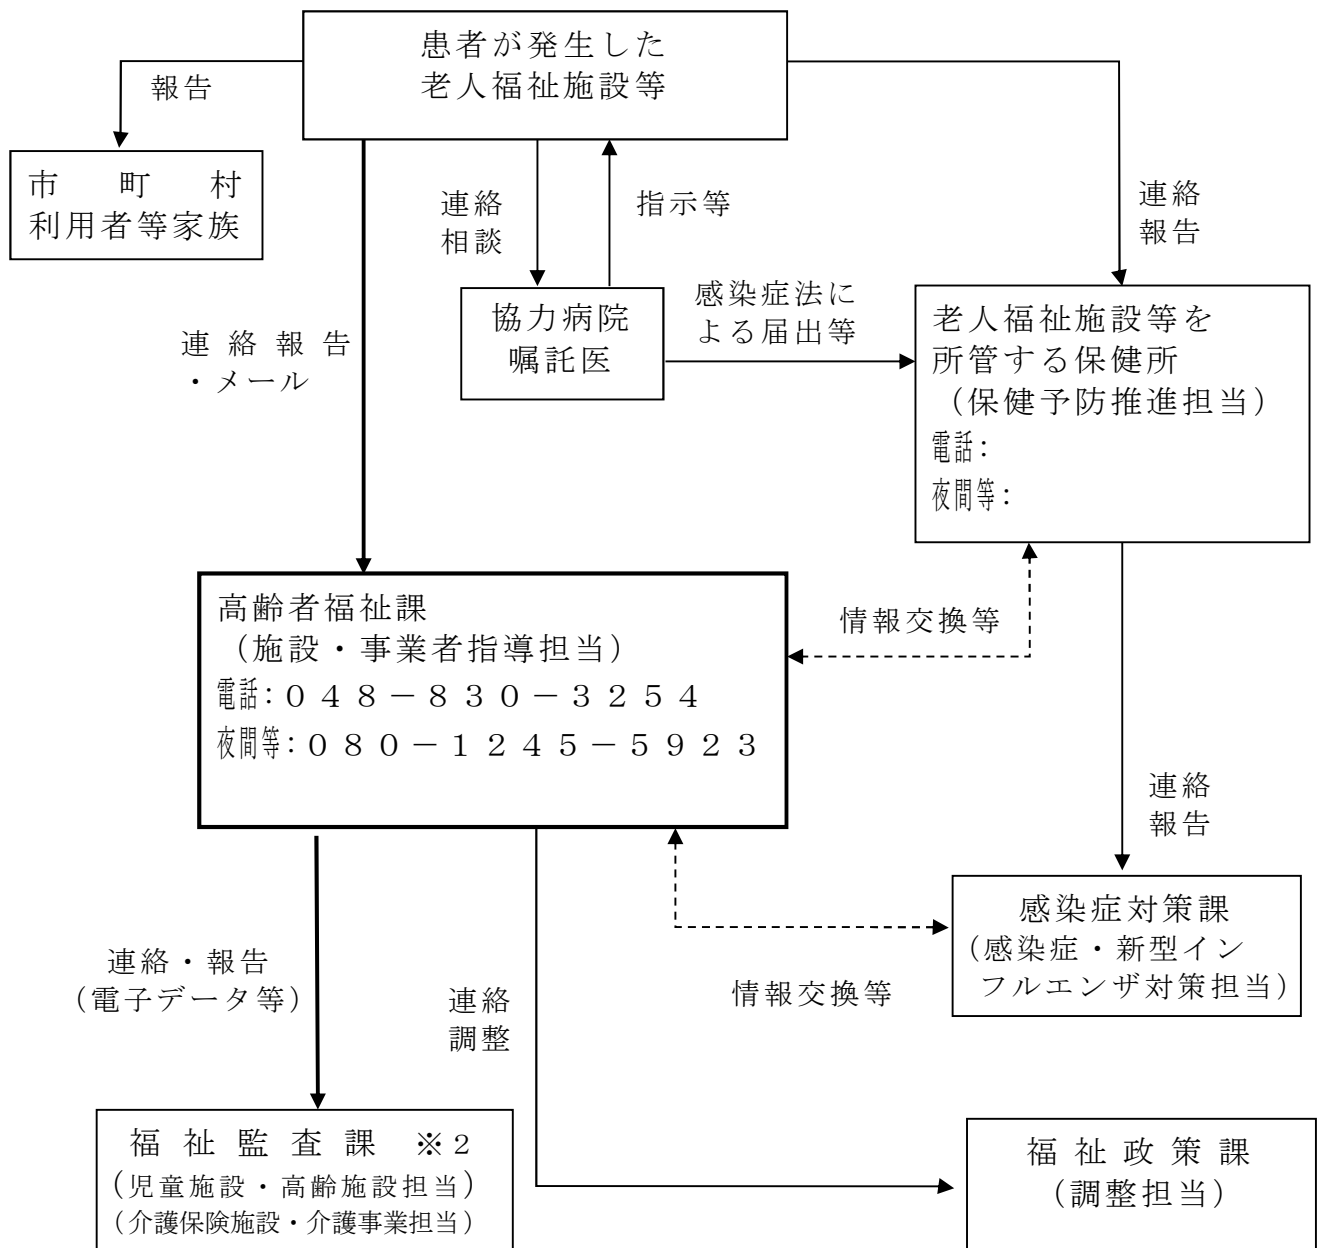 患者が発生した
老人福祉施設等
報告
市　町　村
利用者等家族
連絡
相談
指示等
連絡
報告
協力病院
嘱託医
感染症法に
よる届出等
老人福祉施設等を
所管する保健所
（保健予防推進担当）
電話：
夜間等：
連 絡 報 告
・メール
高齢者福祉課
（施設・事業者指導担当）
電話：０４８－８３０－３２５４
夜間等：０８０－１２４５－５９２３
情報交換等
連絡
報告
感染症対策課
（感染症・新型イン
フルエンザ対策担当）
情報交換等
連絡・報告
（電子データ等）
連絡
調整
福 祉 監 査 課　※２
（児童施設・高齢施設担当）
（介護保険施設・介護事業担当）
福 祉 政 策 課
（調整担当）